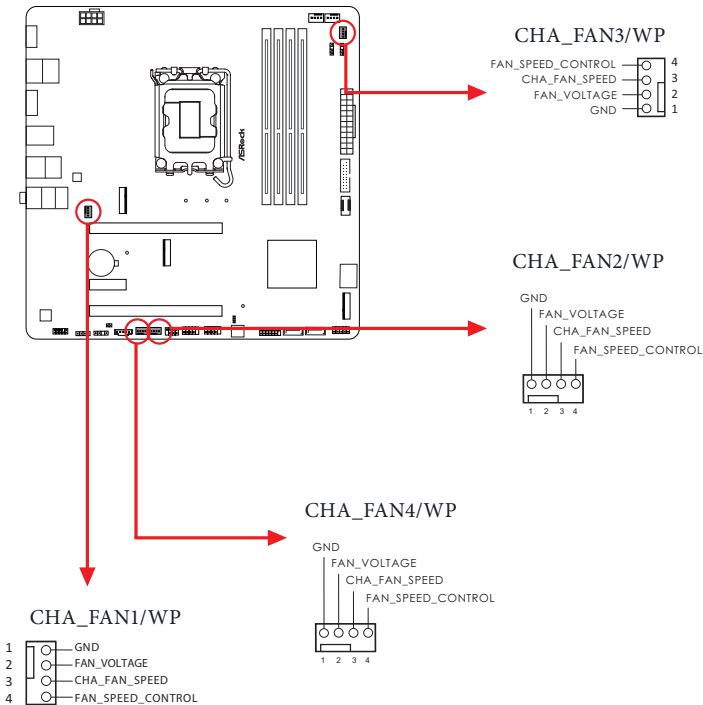 CHA_FAN3/WP
FAN_SPEED_CONTROL 4
CHA_FAN_SPEED 3
FAN_VOLTAGE 2
GND 1
/ISRock
CHA_FAN2/WP
GND
FAN_VOLTAGE
CHA_FAN_SPEED
FAN_SPEED_CONTROL
1 2 3 4
CHA_FAN4/WP
GND
FAN_VOLTAGE
CHA_FAN_SPEED
FAN_SPEED_CONTROL
1 2 3 4
CHA_FAN1/WP
1 GND
2 FAN_VOLTAGE
3 CHA_FAN_SPEED
4 FAN_SPEED_CONTROL